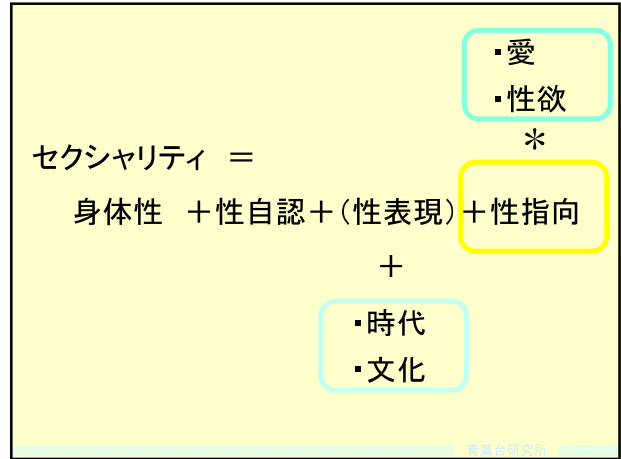 ・愛
・性欲
＊
セクシャリティ ＝
身体性 ＋性自認＋（性表現）＋性指向
＋
・時代
・文化
青葉台研究所